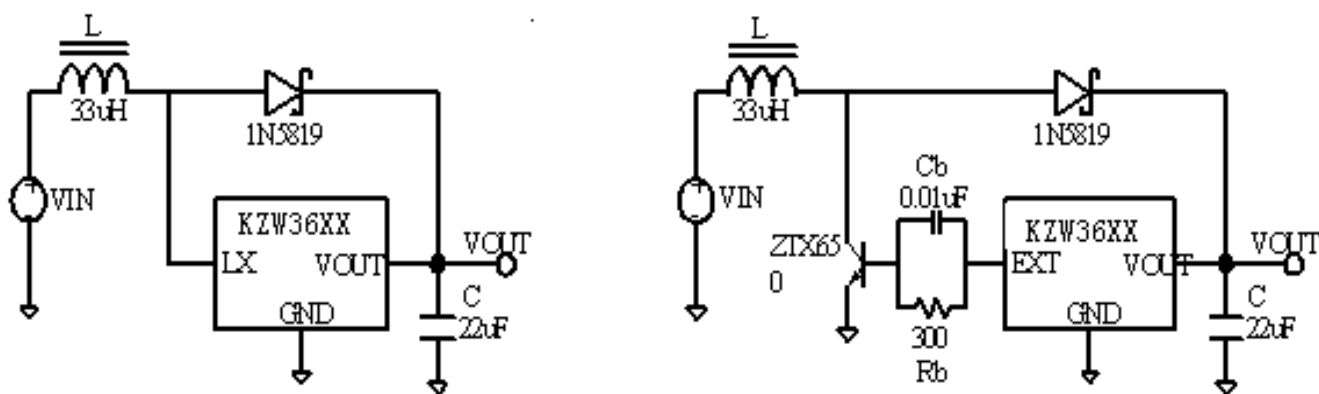 L
33uH
1N5819
VIN
KZW36XX
LX
VOUT
GND
VOUT
C
22uF
L
33uH
1N5819
VIN
Cb
0.01uF
ZTX65
0
300
Rb
KZW36XX
EXT
VOUT
GND
VOUT
C
22uF